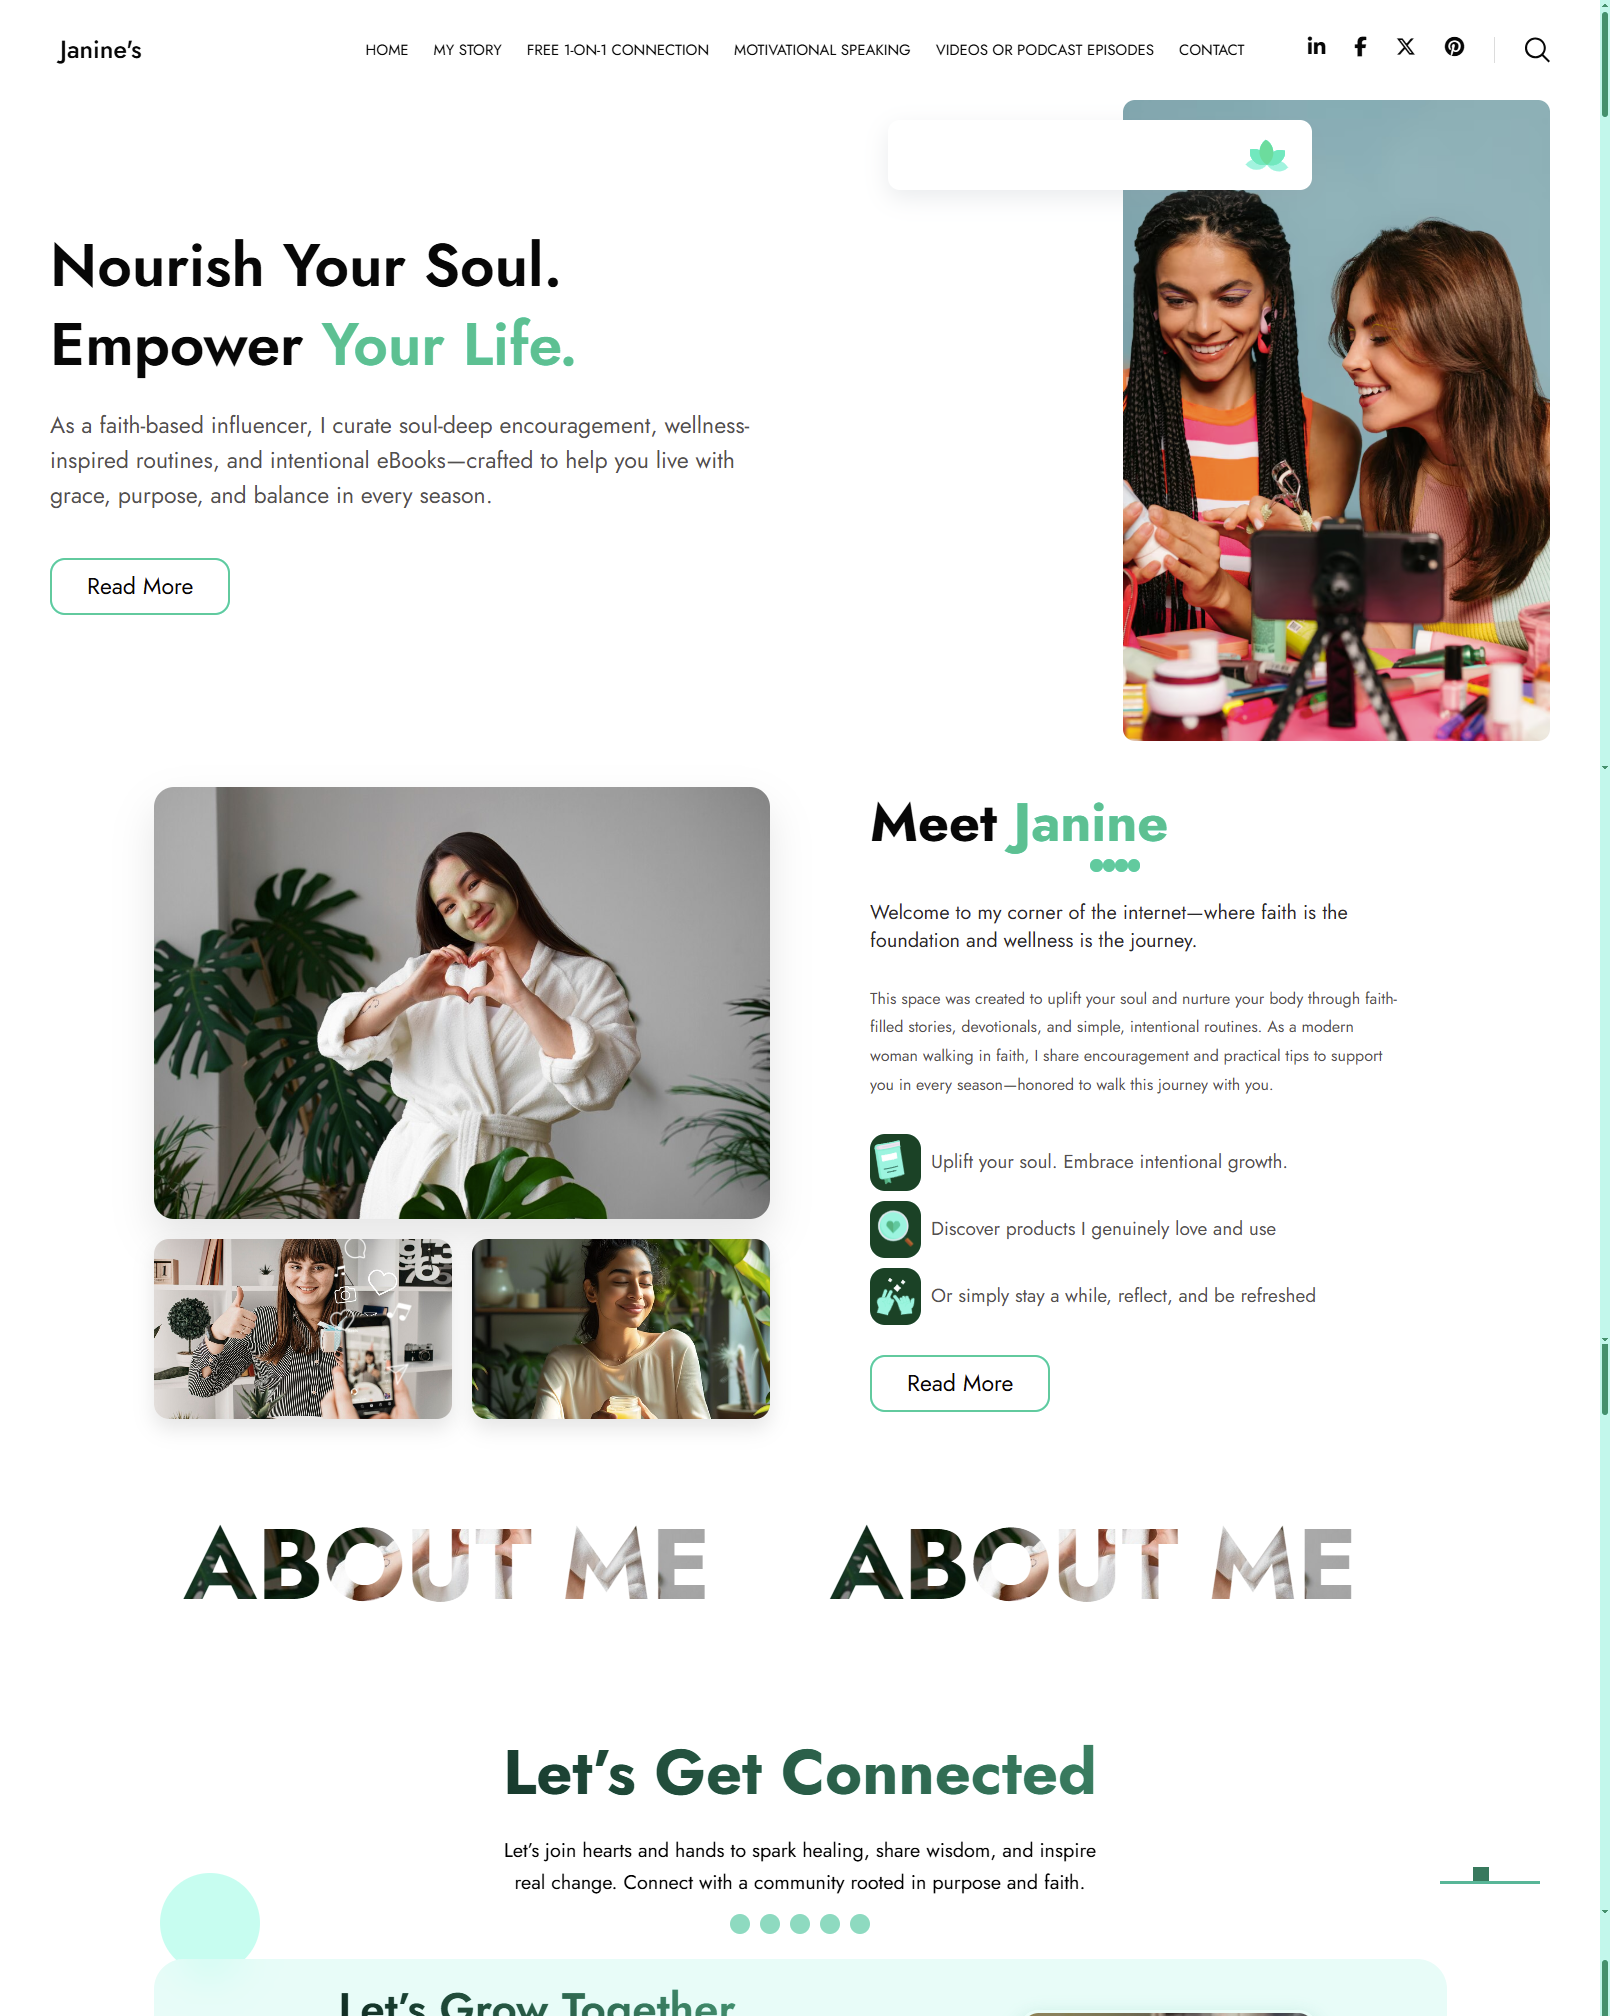 Janine's
HOME
MY STORY
FREE 1-ON-1 CONNECTION
MOTIVATIONAL SPEAKING
VIDEOS OR PODCAST EPISODES
CONTACT
Nourish Your Soul.
Empower Your Life.
As a faith-based influencer, I curate soul-deep encouragement, wellness-
inspired routines, and intentional eBooks—crafted to help you live with
grace, purpose, and balance in every season.
Read More
Meet Janine
Welcome to my corner of the internet—where faith is the
foundation and wellness is the journey.
This space was created to uplift your soul and nurture your body through faith-
filled stories, devotionals, and simple, intentional routines. As a modern
woman walking in faith, I share encouragement and practical tips to support
you in every season—honored to walk this journey with you.
Uplift your soul. Embrace intentional growth.
Discover products I genuinely love and use
Or simply stay a while, reflect, and be refreshed
Read More
ABOUT ME
ABOUT ME
Let's Get Connected
Let's join hearts and hands to spark healing, share wisdom, and inspire
real change. Connect with a community rooted in purpose and faith.
Let's Grow Together